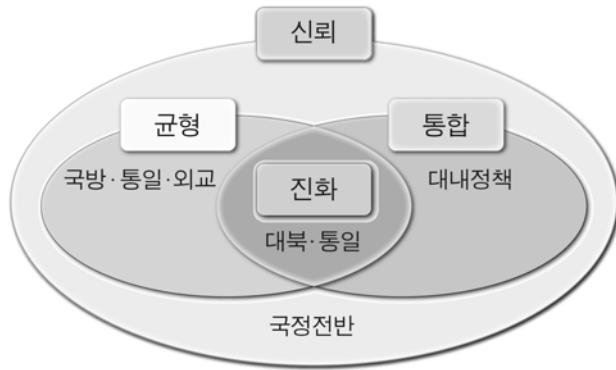 신뢰
균형
통합
국방·통일·외교
진화
대내정책
대북·통일
국정전반